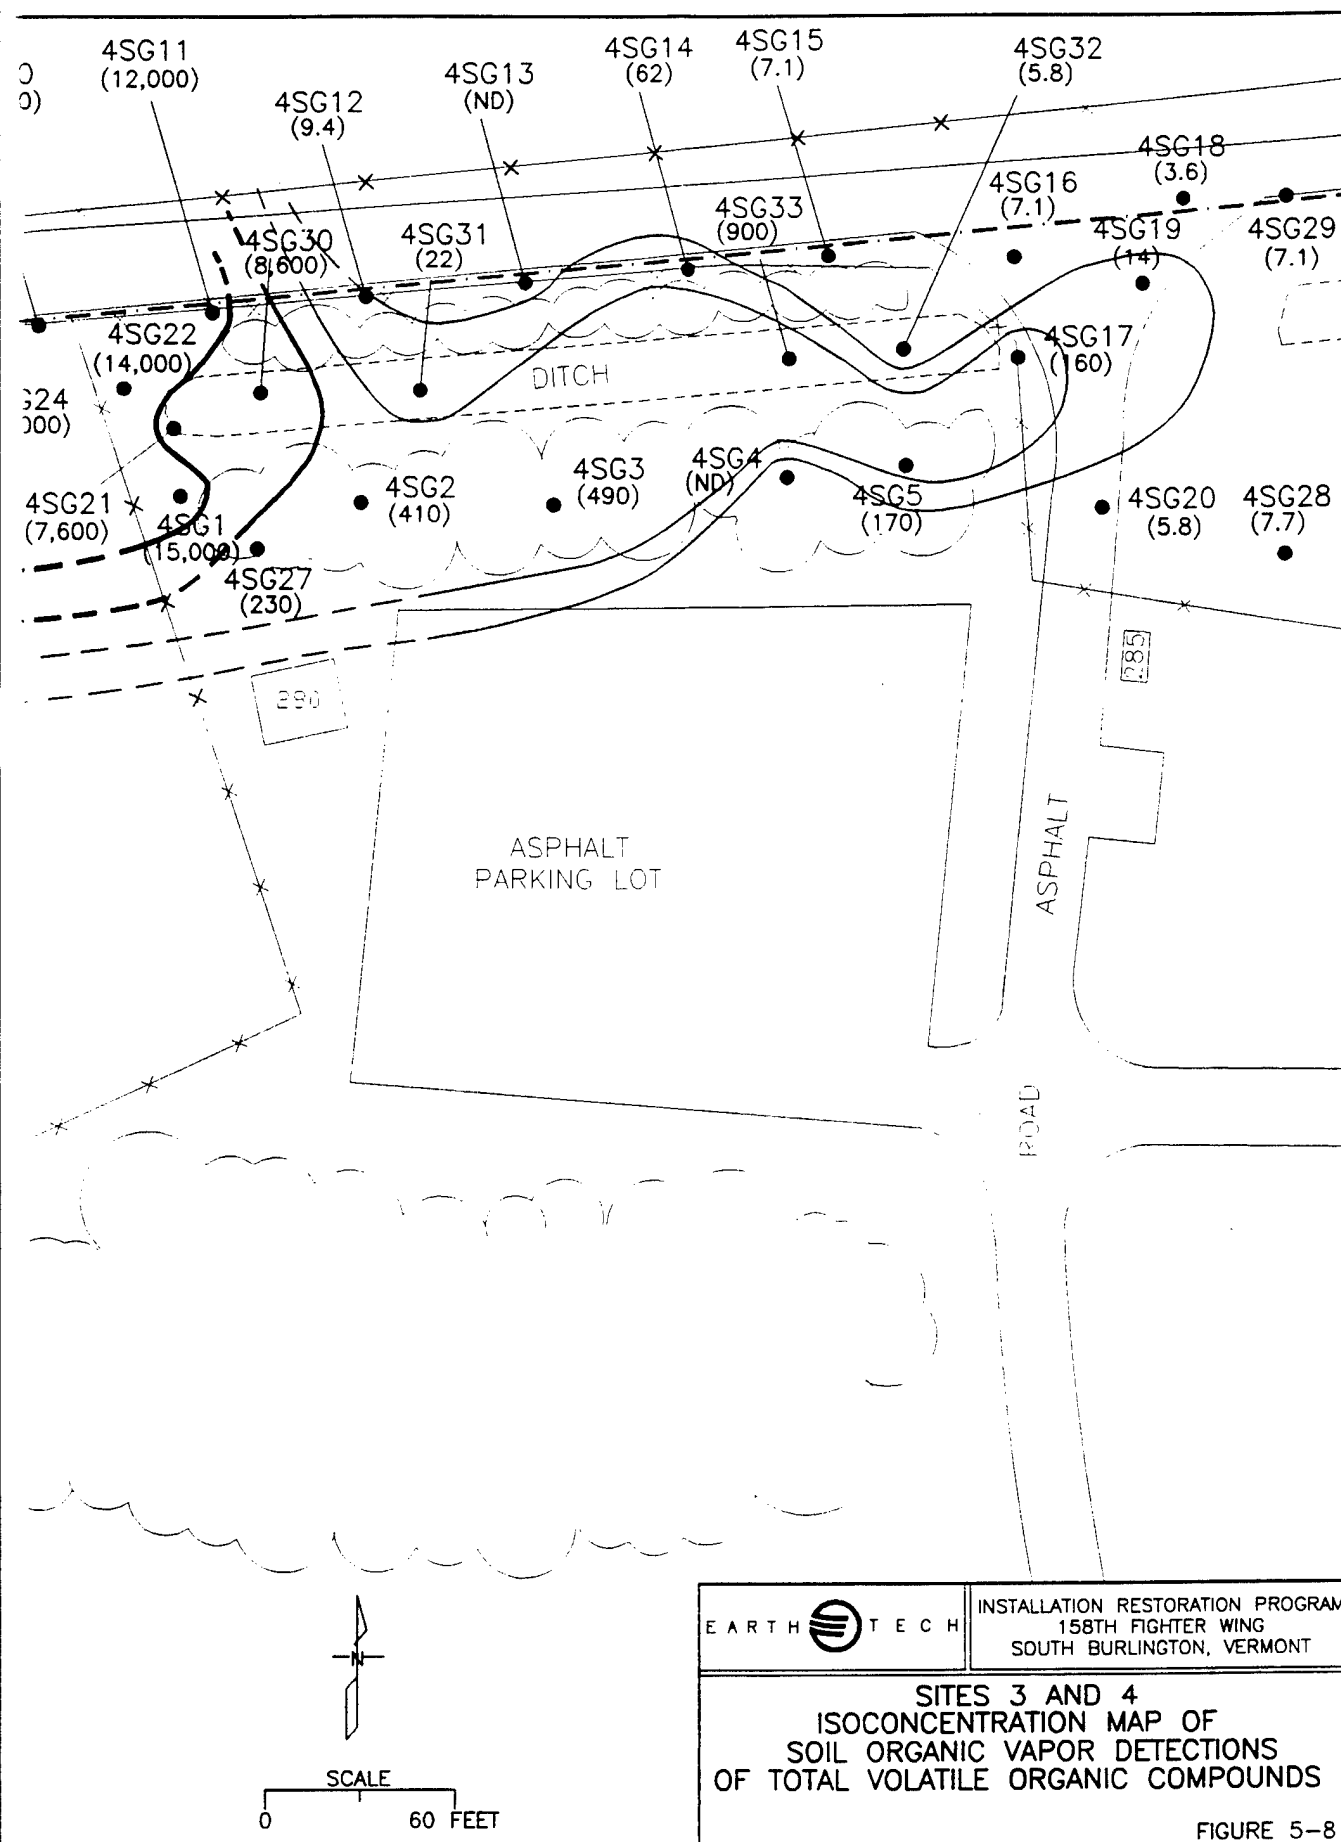 4SG11
(12,000)
4SG12
(9.4)
4SG13
(ND)
4SG14
(62)
4SG15
(7.1)
4SG32
(5.8)
4SG18
(3.6)
4SG16
(7.1)
4SG33
(900)
4SG30
(8,600)
4SG31
(22)
4SG19
(14)
4SG29
(7.1)
4SG22
(14,000)
4SG17
(160)
DITCH
4SG21
(7,600)
4SG1
(15,000)
4SG2
(410)
4SG3
(490)
4SG4
(ND)
4SG5
(170)
4SG20
(5.8)
4SG28
(7.7)
4SG27
(230)
290
285
ASPHALT
PARKING LOT
ASPHALT
ROAD
N
SCALE
0 60 FEET
EARTH TECH
INSTALLATION RESTORATION PROGRAM
158TH FIGHTER WING
SOUTH BURLINGTON, VERMONT
SITES 3 AND 4
ISOCONCENTRATION MAP OF
SOIL ORGANIC VAPOR DETECTIONS
OF TOTAL VOLATILE ORGANIC COMPOUNDS
FIGURE 5-8